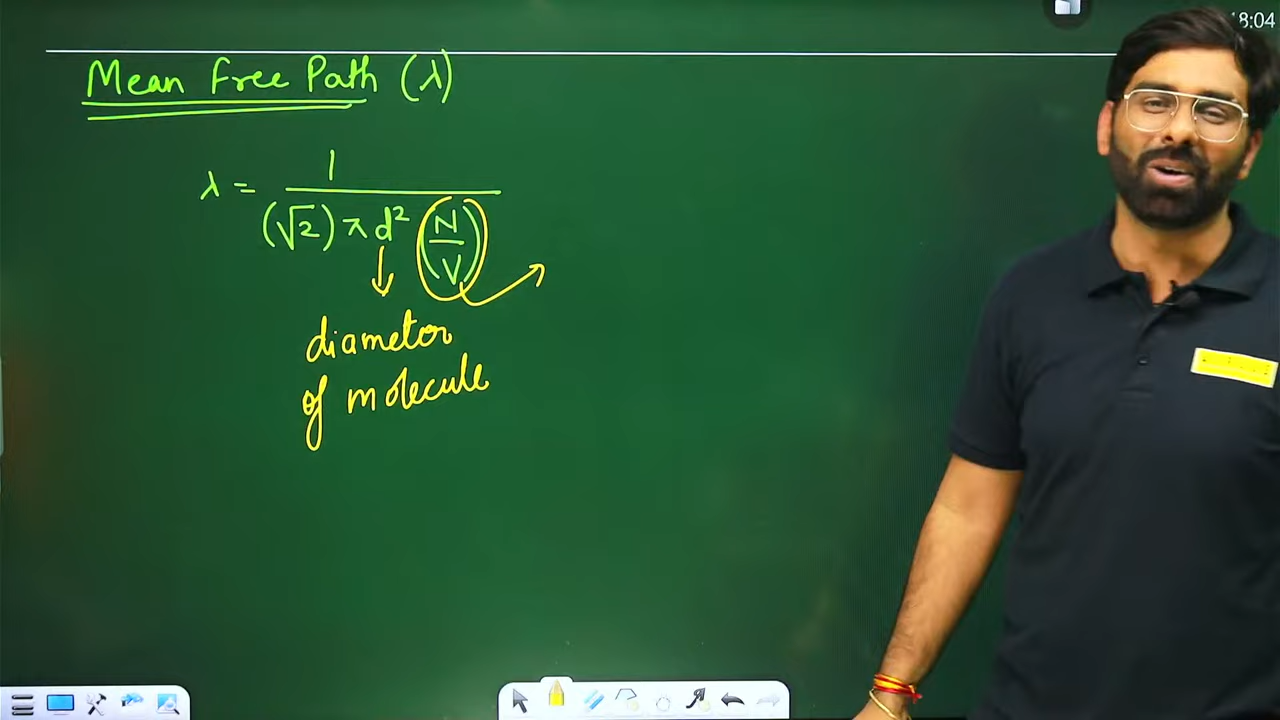 18:04
Mean Free Path (λ)
λ = 1 / (√2) π d² (N/V)
diameter
of molecule